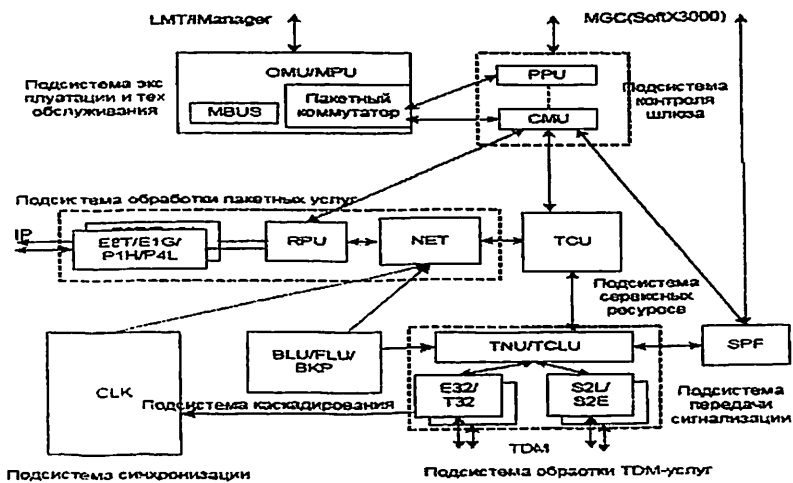 LMT/iManager
MGC(SoftX3000)
OMU/MPU
Пакетный
коммутатор
MBUS
Подсистема экс
плуатации и тех
обслуживания
PPU
CMU
Подсистема
контроля
шлюза
Подсистема обработки пакетных услуг
IP
E8T/E1G/
P1H/P4L
RPU
NET
TCU
Подсистема
сервисных
ресурсов
CLK
BLU/FLU/
BKP
TNU/TCLU
SPF
E32/
T32
S2L/
S2E
Подсистема каскадирования
Подсистема
передачи
сигнализации
TDM
Подсистема синхронизации
Подсистема обраотки TDM-услуг